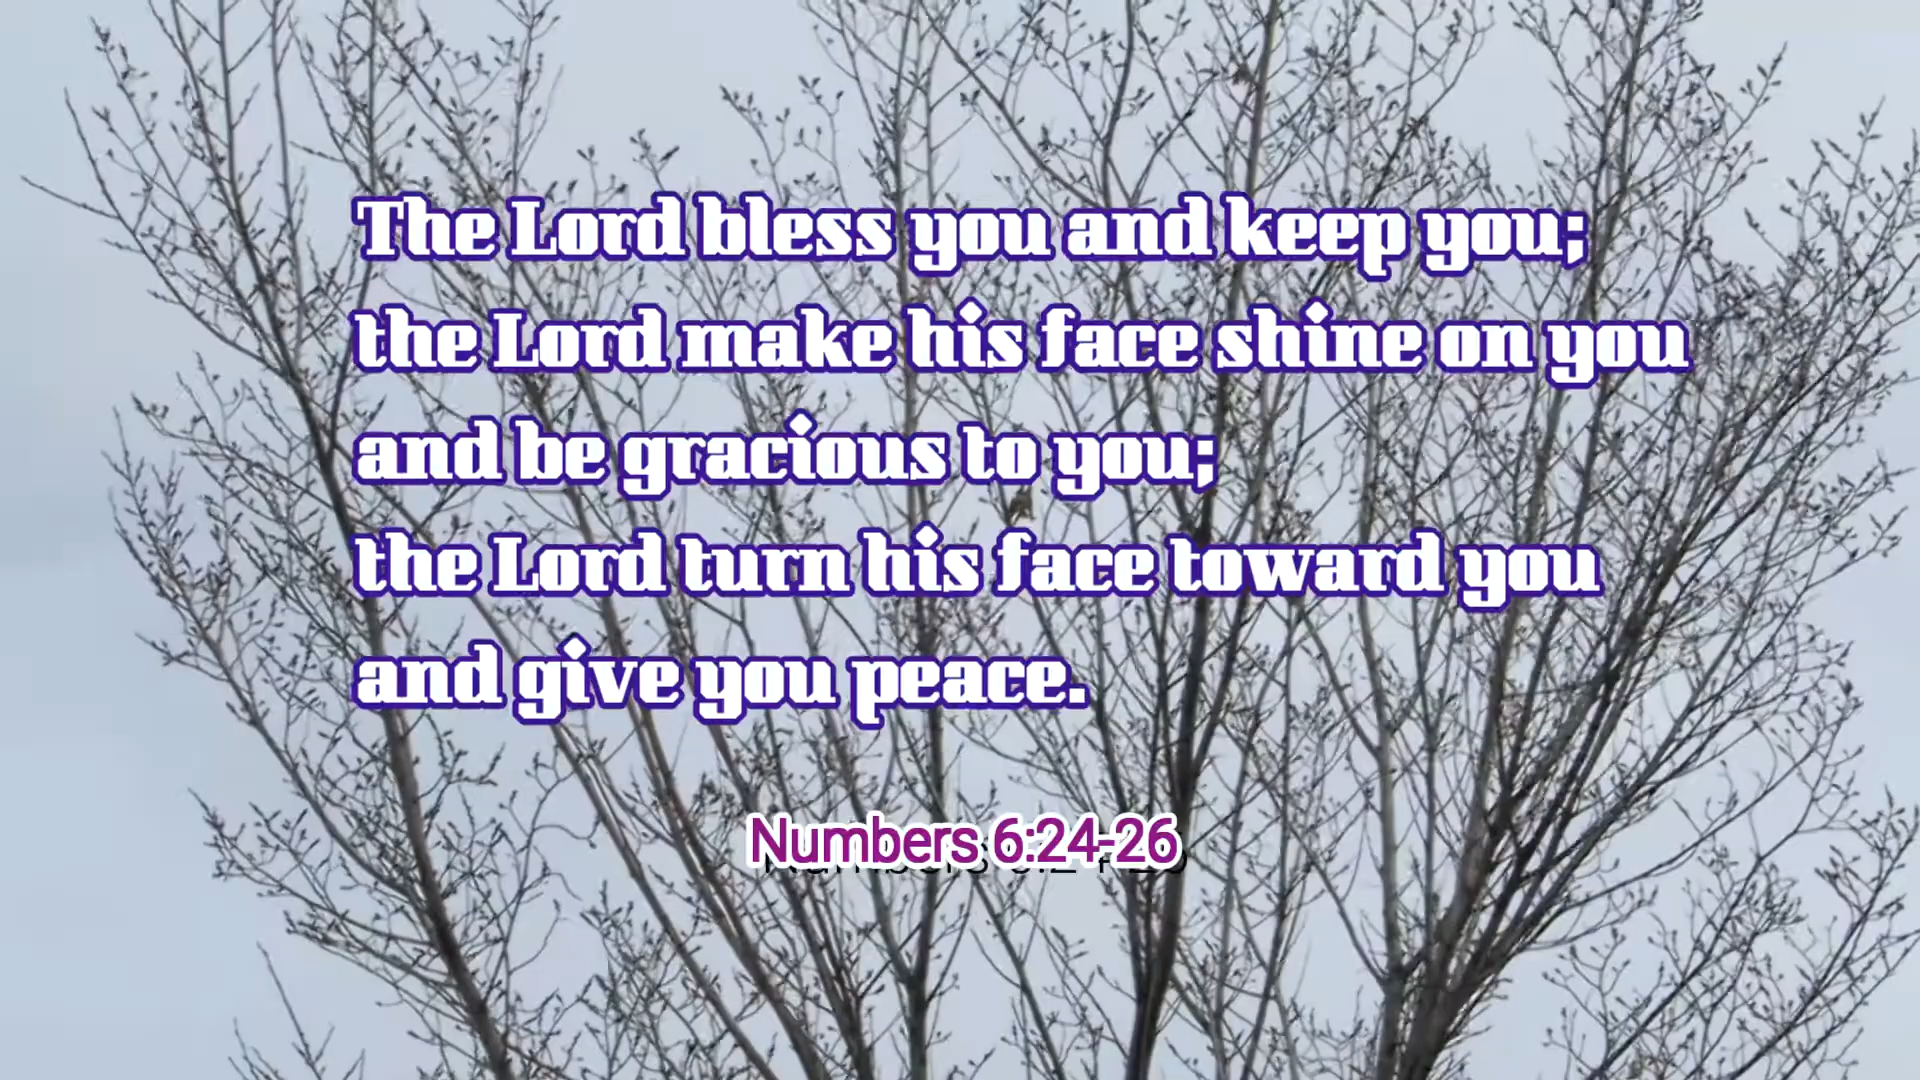 The Lord bless you and keep you;
the Lord make his face shine on you
and be gracious to you;
the Lord turn his face toward you
and give you peace.
Numbers 6:24-26